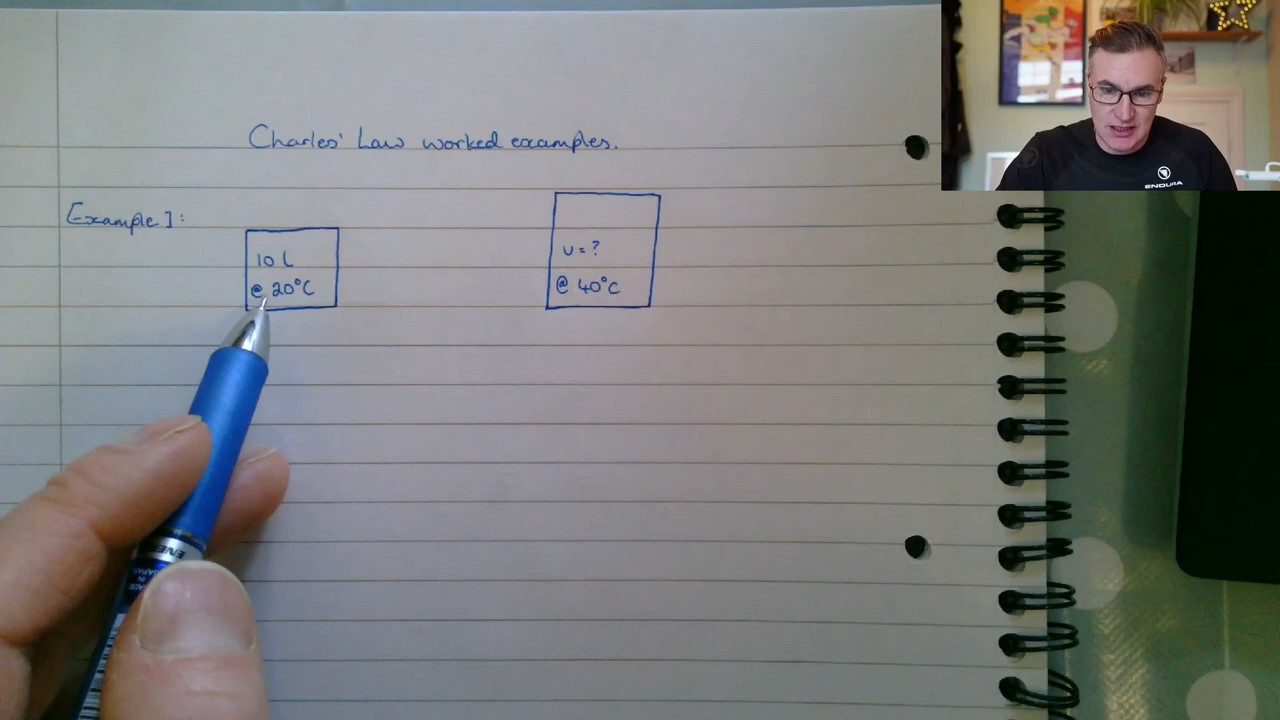 Charles' Law worked examples.
Example 1:
10 L
@ 20°C
v = ?
@ 40°C
ENDURA